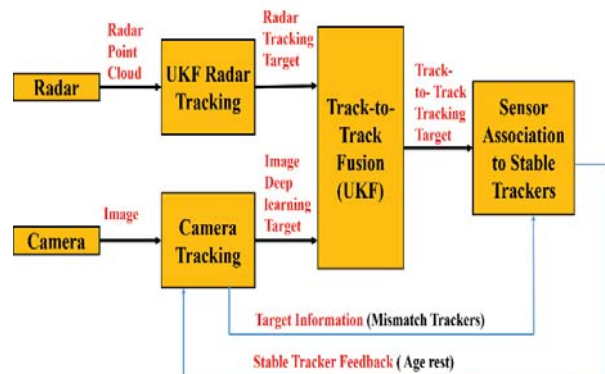 Radar
Radar
Point
Cloud
UKF Radar
Tracking
Radar
Tracking
Target
Track-to-
Track
Fusion
(UKF)
Track-
to- Track
Tracking
Target
Sensor
Association
to Stable
Trackers
Camera
Image
Camera
Tracking
Image
Deep
learning
Target
Target Information (Mismatch Trackers)
Stable Tracker Feedback ( Age rest)